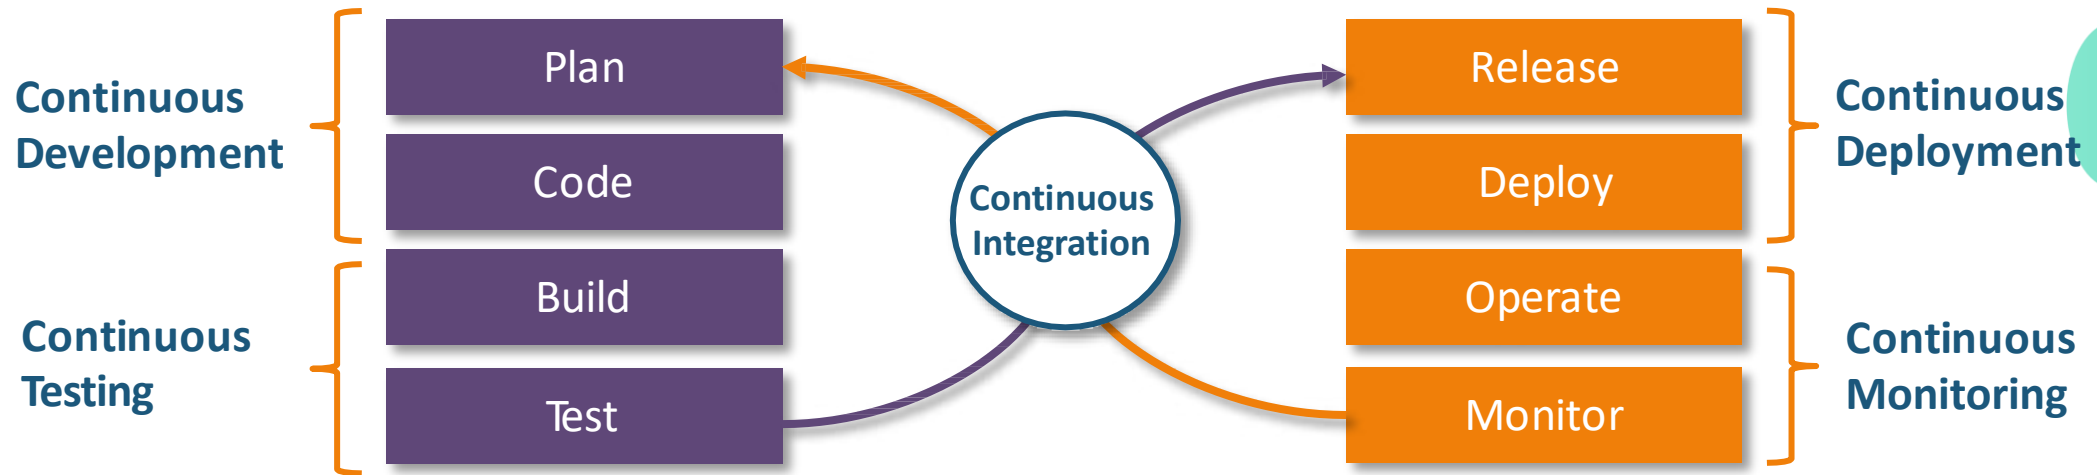 Continuous
Development
Continuous
Testing
Plan
Code
Build
Test
Continuous
Integration
Release
Deploy
Operate
Monitor
Continuous
Deployment
Continuous
Monitoring